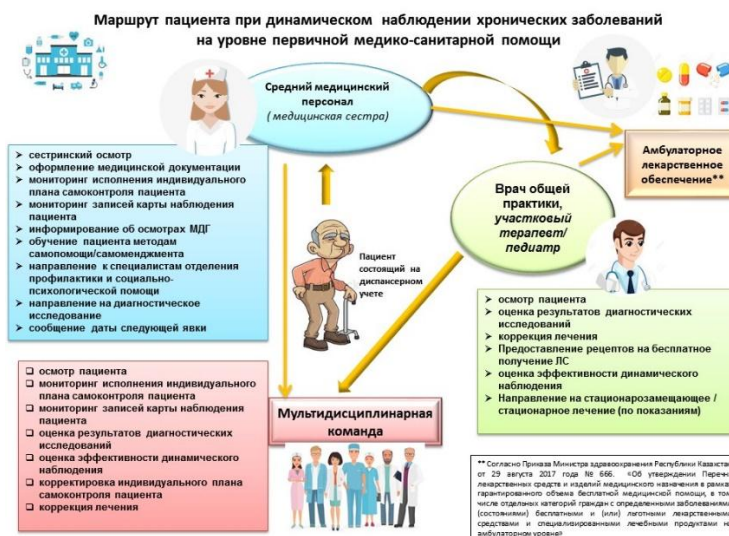 Маршрут пациента при динамическом наблюдении хронических заболеваний
на уровне первичной медико-санитарной помощи
Средний медицинский
персонал
( медицинская сестра)
➢ сестринский осмотр
➢ оформление медицинской документации
➢ мониторинг исполнения индивидуального
плана самоконтроля пациента
➢ мониторинг записей карты наблюдения
пациента
➢ информирование об осмотрах МДГ
➢ обучение пациента методам
самопомощи/самоменджмента
➢ направление к специалистам отделения
профилактики и социально-
психологической помощи
➢ направление на диагностическое
исследование
➢ сообщение даты следующей явки
Пациент
состоящий на
диспансерном
учете
Амбулаторное
лекарственное
обеспечение**
Врач общей
практики,
участковый
терапевт/
педиатр
➢ осмотр пациента
➢ оценка результатов диагностических
исследований
➢ коррекция лечения
➢ Предоставление рецептов на бесплатное
получение ЛС
➢ оценка эффективности динамического
наблюдения
➢ Направление на стационарозамещающее /
стационарное лечение (по показаниям)
❑ осмотр пациента
❑ мониторинг исполнения индивидуального
плана самоконтроля пациента
❑ мониторинг записей карты наблюдения
пациента
❑ оценка результатов диагностических
исследований
❑ оценка эффективности динамического
наблюдения
❑ корректировка индивидуального плана
самоконтроля пациента
❑ коррекция лечения
Мультидисциплинарная
команда
** Согласно Приказа Министра здравоохранения Республики Казахстан
от 29 августа 2017 года № 666. «Об утверждении Перечня
лекарственных средств и изделий медицинского назначения в рамках
гарантированного объема бесплатной медицинской помощи, в том
числе отдельных категорий граждан с определенными заболеваниями
(состояниями) бесплатными и (или) льготными лекарственными
средствами и специализированными лечебными продуктами на
амбулаторном уровне»